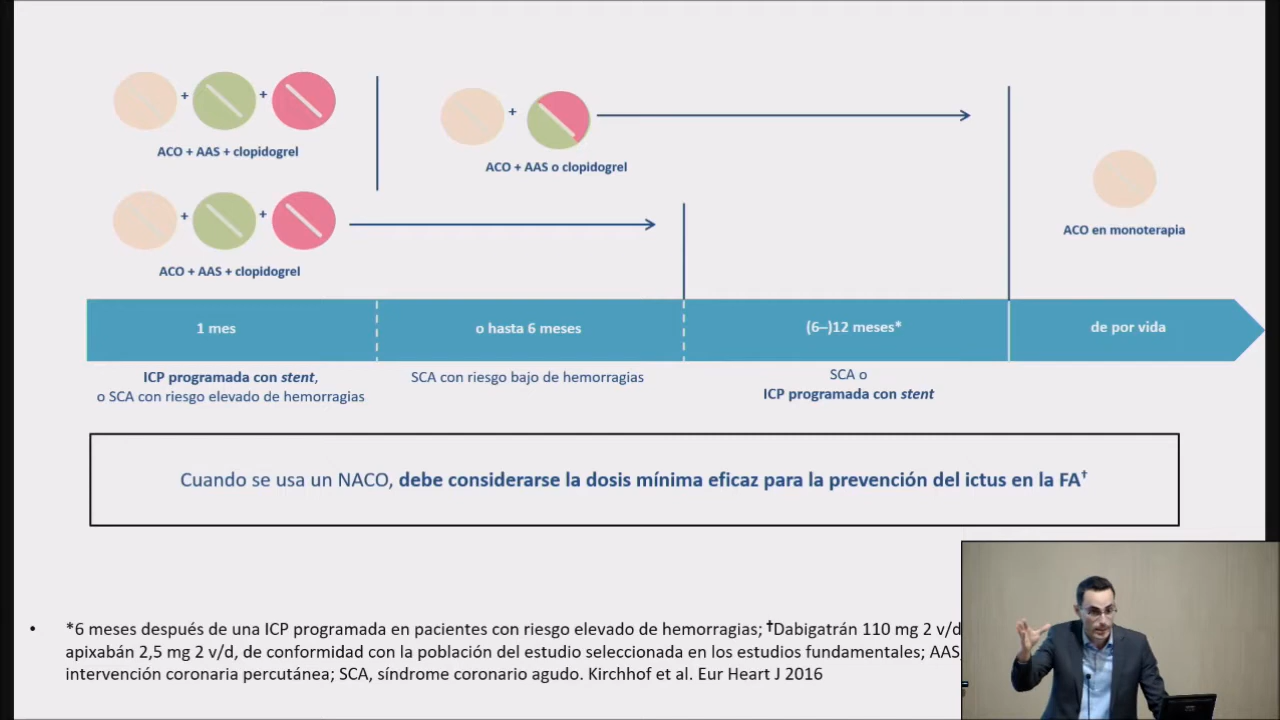 + + 
ACO + AAS + clopidogrel
+
ACO + AAS o clopidogrel
+ +
ACO + AAS + clopidogrel
ACO en monoterapia
1 mes
o hasta 6 meses
(6–)12 meses*
de por vida
ICP programada con stent,
o SCA con riesgo elevado de hemorragias
SCA con riesgo bajo de hemorragias
SCA o
ICP programada con stent
Cuando se usa un NACO, debe considerarse la dosis mínima eficaz para la prevención del ictus en la FA†
• *6 meses después de una ICP programada en pacientes con riesgo elevado de hemorragias; †Dabigatrán 110 mg 2 v/d
apixabán 2,5 mg 2 v/d, de conformidad con la población del estudio seleccionada en los estudios fundamentales; AAS,
intervención coronaria percutánea; SCA, síndrome coronario agudo. Kirchhof et al. Eur Heart J 2016